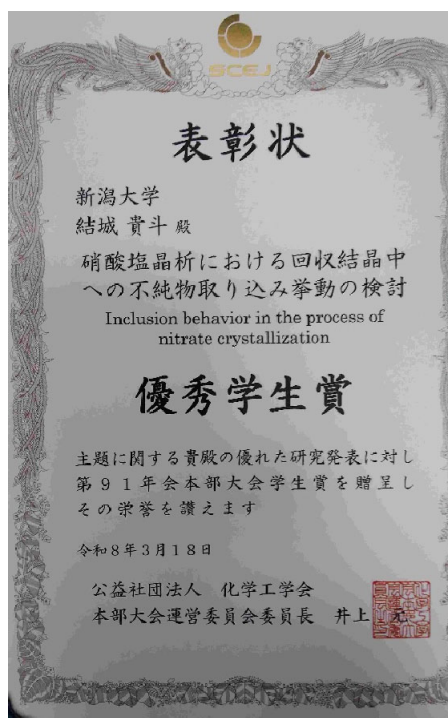 SCEJ
表彰状
新潟大学
結城 貴斗 殿
硝酸塩晶析における回収結晶中
への不純物取り込み挙動の検討
Inclusion behavior in the process of
nitrate crystallization
優秀学生賞
主題に関する貴殿の優れた研究発表に対し
第91年会本部大会学生賞を贈呈し
その栄誉を讃えます
令和8年3月18日
公益社団法人 化学工学会
本部大会運営委員会委員長 井上 元